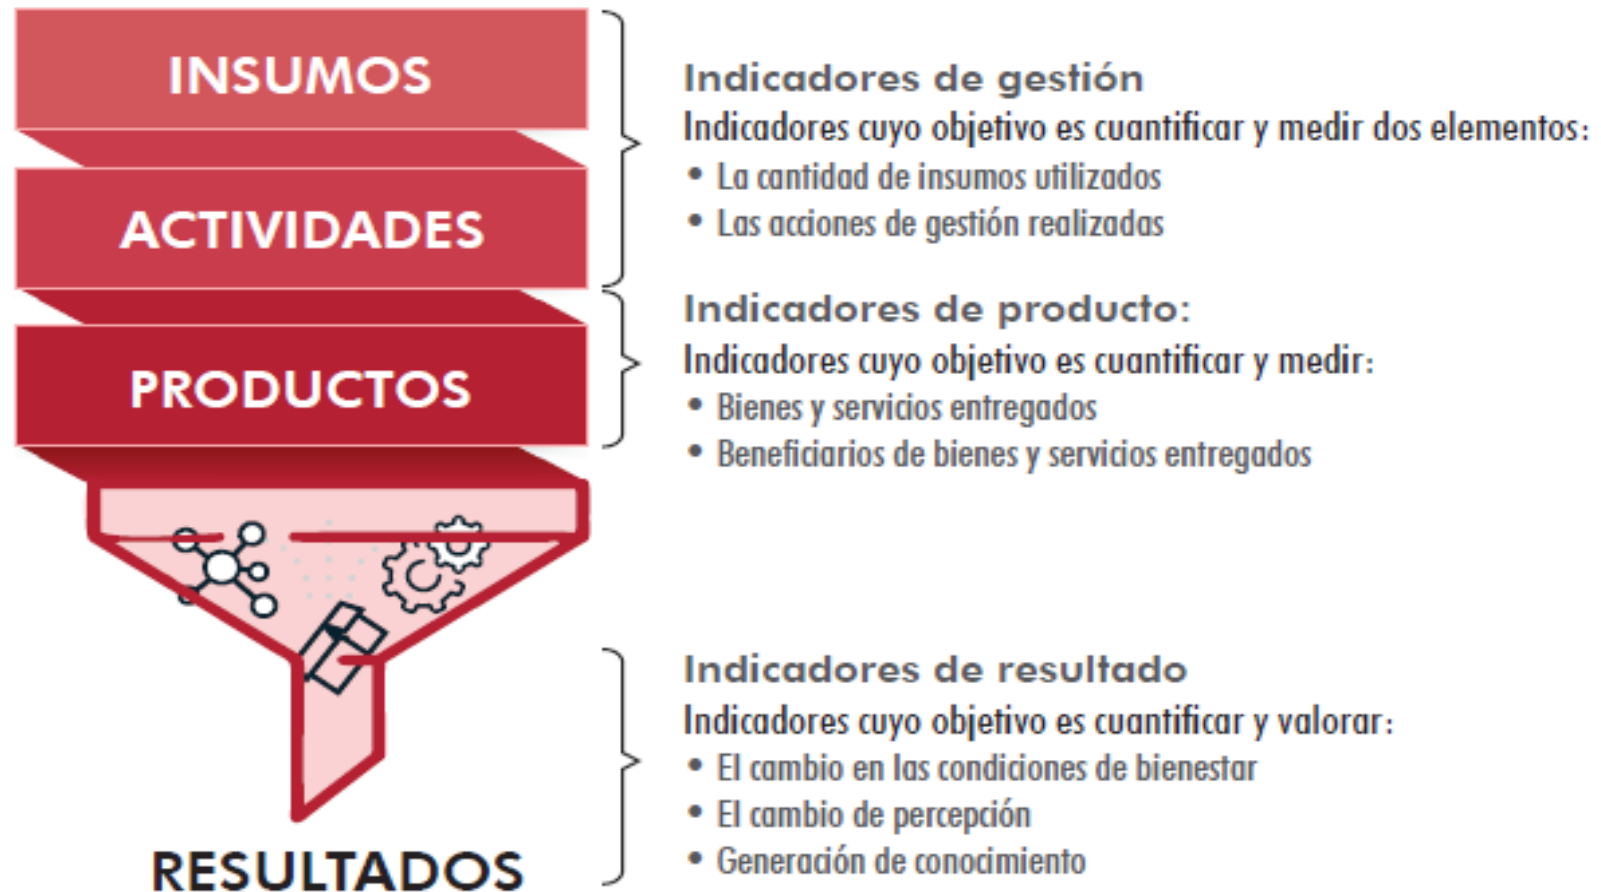 INSUMOS
ACTIVIDADES
PRODUCTOS
RESULTADOS
Indicadores de gestión
Indicadores cuyo objetivo es cuantificar y medir dos elementos:
• La cantidad de insumos utilizados
• Las acciones de gestión realizadas
Indicadores de producto:
Indicadores cuyo objetivo es cuantificar y medir:
• Bienes y servicios entregados
• Beneficiarios de bienes y servicios entregados
Indicadores de resultado
Indicadores cuyo objetivo es cuantificar y valorar:
• El cambio en las condiciones de bienestar
• El cambio de percepción
• Generación de conocimiento